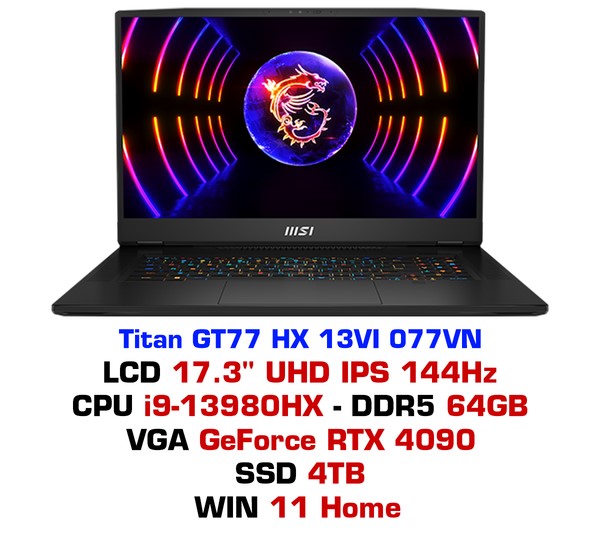 msi
Titan GT77 HX 13VI 077VN
LCD 17.3" UHD IPS 144Hz
CPU i9-13980HX - DDR5 64GB
VGA GeForce RTX 4090
SSD 4TB
WIN 11 Home